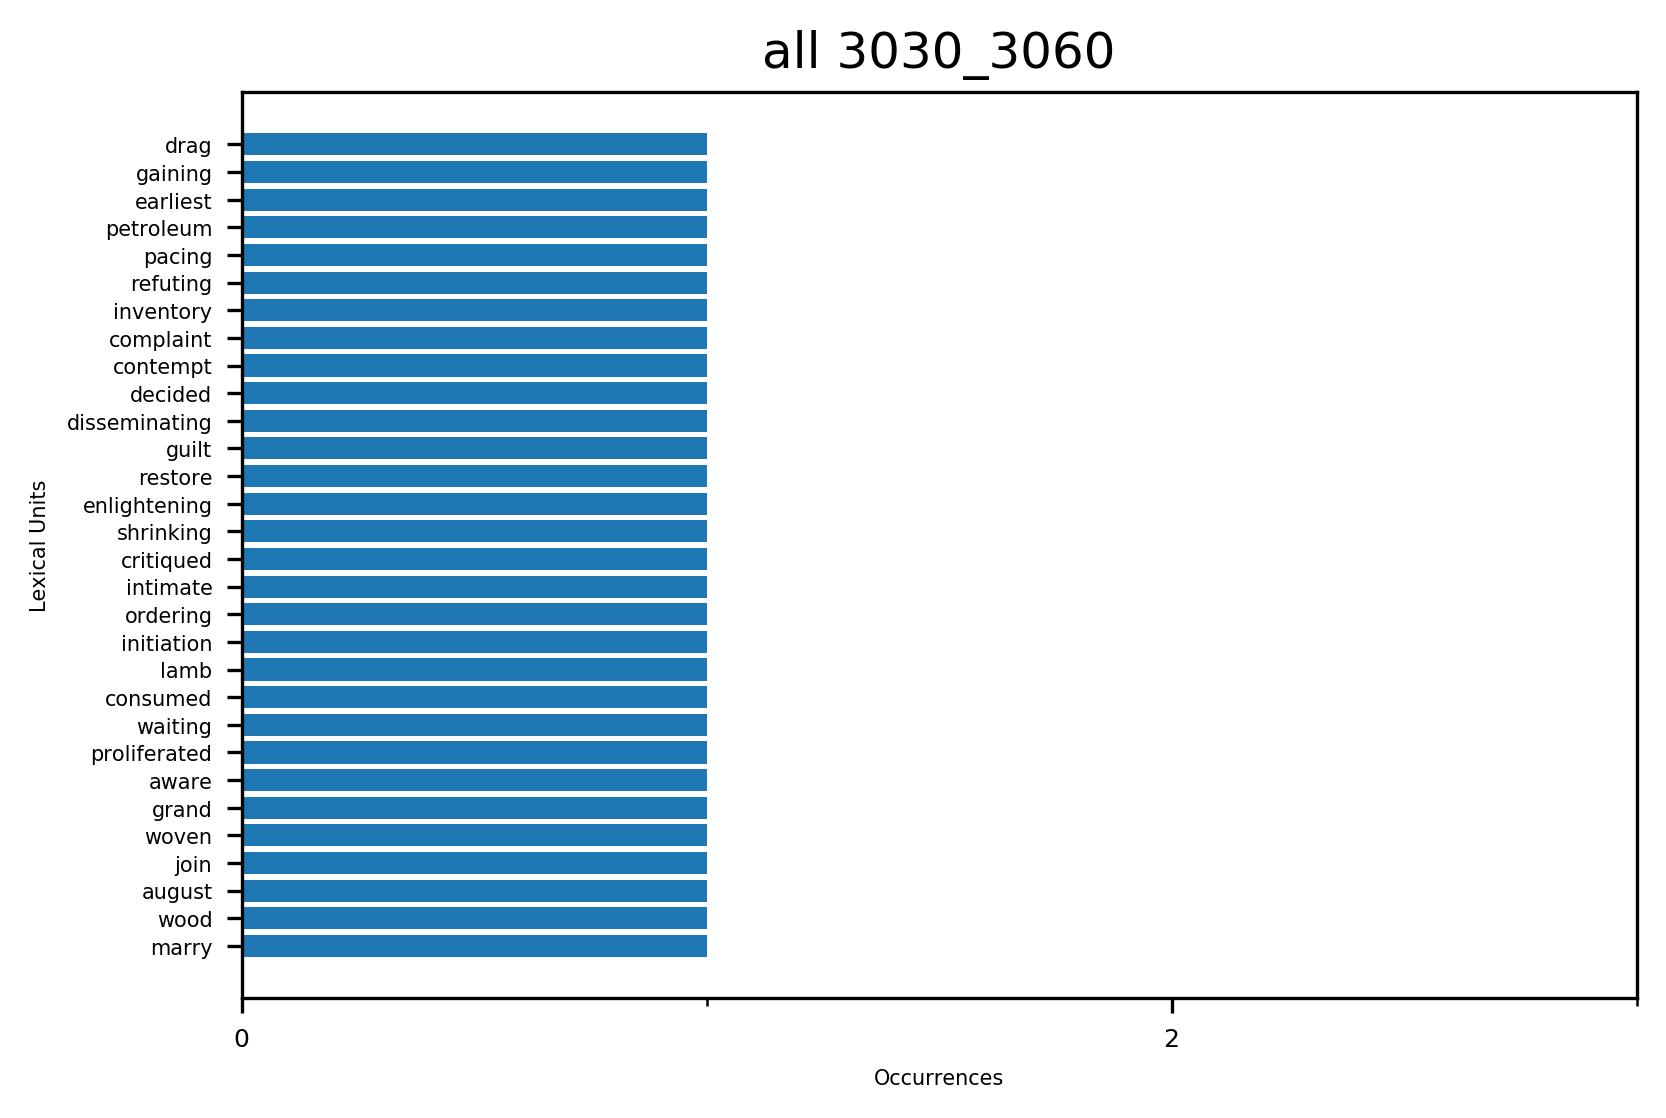 all 3030_3060
drag
gaining
earliest
petroleum
pacing
refuting
inventory
complaint
contempt
decided
disseminating
guilt
restore
enlightening
shrinking
critiqued
intimate
ordering
initiation
lamb
consumed
waiting
proliferated
aware
grand
woven
join
august
wood
marry
Lexical Units
0
2
Occurrences